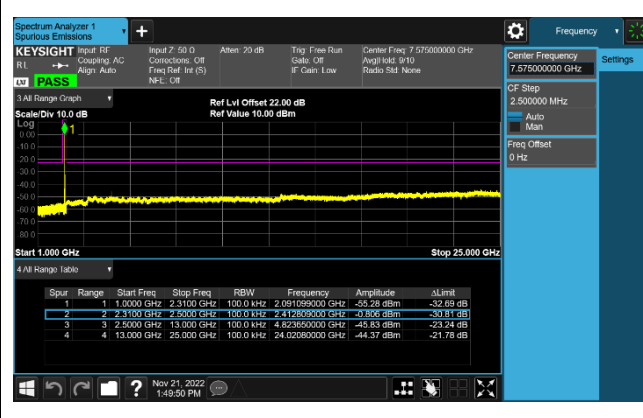 Spectrum Analyzer 1
Spurious Emissions
Frequency
KEYSIGHT Input: RF Input Z: 50 Ω Atten: 20 dB Trig: Free Run Center Freq: 7.575000000 GHz
RL Coupling: AC Corrections: Off Gate: Off Avg|Hold: 9/10
Align: Auto Freq Ref: Int (S) IF Gain: Low Radio Std: None
LXI PASS NFE: Off
Center Frequency
7.575000000 GHz
Settings
CF Step
2.500000 MHz
Auto
Man
Freq Offset
0 Hz
3 All Range Graph
Scale/Div 10.0 dB
Ref Lvl Offset 22.00 dB
Ref Value 10.00 dBm
Log
1
0.00
-10.0
-20.0
-30.0
-40.0
-50.0
-60.0
-70.0
-80.0
Start 1.000 GHz Stop 25.000 GHz
4 All Range Table
Spur Range Start Freq Stop Freq RBW Frequency Amplitude ΔLimit
1 1 1.0000 GHz 2.3100 GHz 100.0 kHz 2.091099000 GHz -55.28 dBm -32.69 dB
2 2 2.3100 GHz 2.5000 GHz 100.0 kHz 2.412809000 GHz -0.806 dBm -30.81 dB
3 3 2.5000 GHz 13.000 GHz 100.0 kHz 4.823650000 GHz -45.83 dBm -23.24 dB
4 4 13.000 GHz 25.000 GHz 100.0 kHz 24.02080000 GHz -44.37 dBm -21.78 dB
Nov 21, 2022
1:49:50 PM